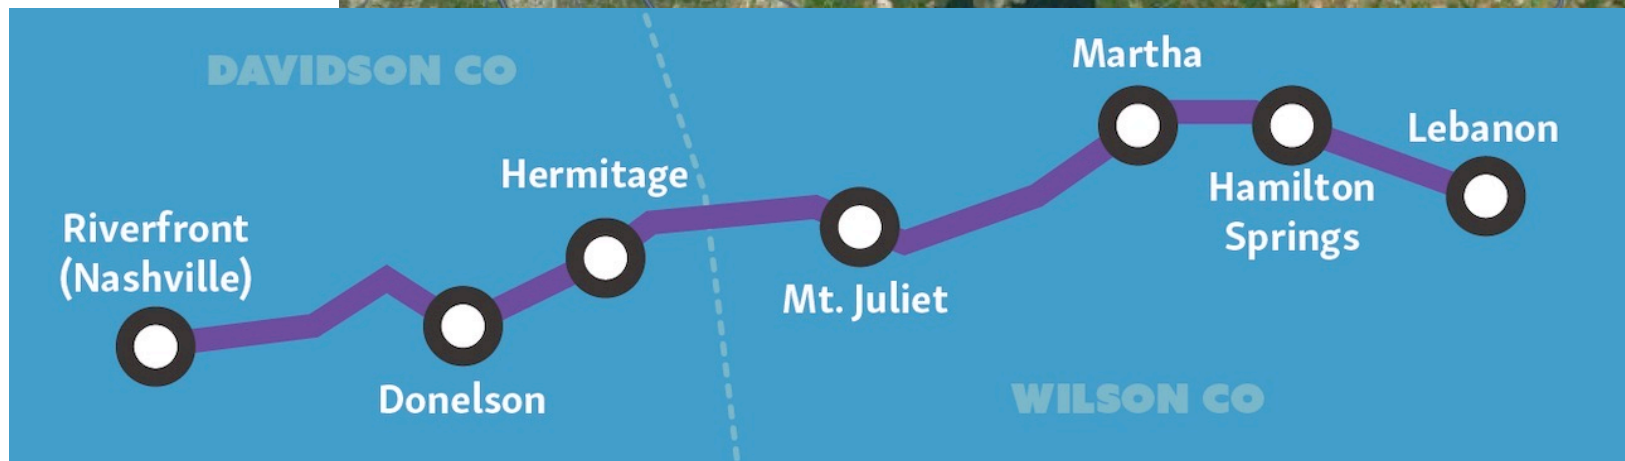 DAVIDSON CO
Martha
Lebanon
Hermitage
Hamilton
Springs
Riverfront
(Nashville)
Mt. Juliet
Donelson
WILSON CO